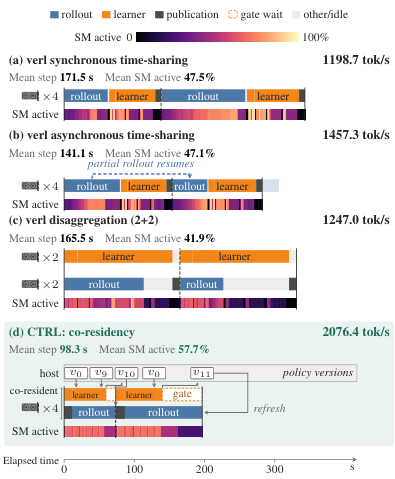 rollout learner publication gate wait other/idle
SM active 0 100%
(a) verl synchronous time-sharing 1198.7 tok/s
Mean step 171.5 s Mean SM active 47.5%
×4 rollout learner rollout learner
SM active
(b) verl asynchronous time-sharing 1457.3 tok/s
Mean step 141.1 s Mean SM active 47.1%
partial rollout resumes
×4 rollout learner rollout learner
SM active
(c) verl disaggregation (2+2) 1247.0 tok/s
Mean step 165.5 s Mean SM active 41.9%
×2 learner learner
×2 rollout rollout
SM active
(d) CTRL: co-residency 2076.4 tok/s
Mean step 98.3 s Mean SM active 57.7%
host v0 v9 v10 v0 v11 policy versions
co-resident learner learner gate
×4 rollout rollout refresh
SM active
Elapsed time
0 100 200 300 s